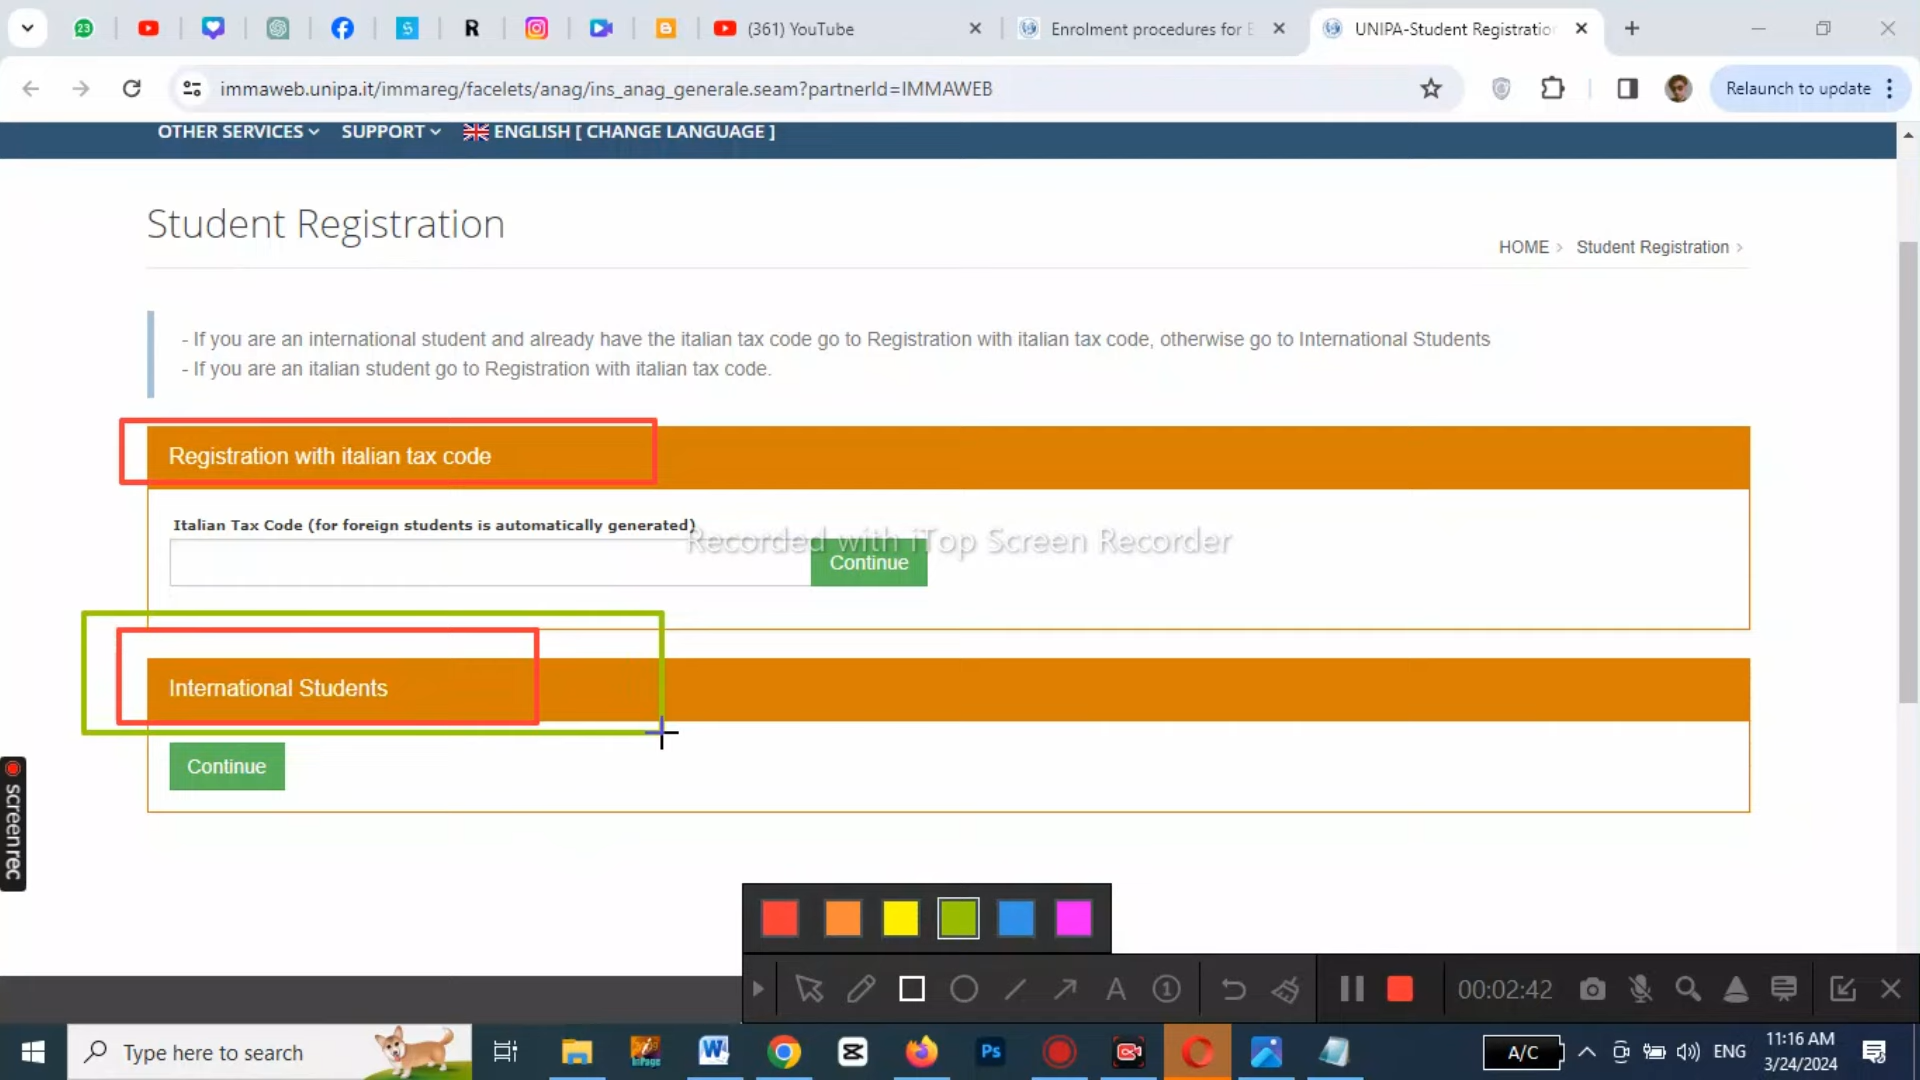 23
(361) YouTube
Enrolment procedures for E
UNIPA-Student Registration
immaweb.unipa.it/immareg/facelets/anag/ins_anag_generale.seam?partnerId=IMMAWEB
Relaunch to update
OTHER SERVICES
SUPPORT
ENGLISH [ CHANGE LANGUAGE ]
Student Registration
HOME > Student Registration >
- If you are an international student and already have the italian tax code go to Registration with italian tax code, otherwise go to International Students
- If you are an italian student go to Registration with italian tax code.
Registration with italian tax code
Italian Tax Code (for foreign students is automatically generated)
Recorded with iTop Screen Recorder
Continue
International Students
Continue
screenrec
A
1
00:02:42
Type here to search
InPage
W
Ps
A/C
ENG
11:16 AM
3/24/2024